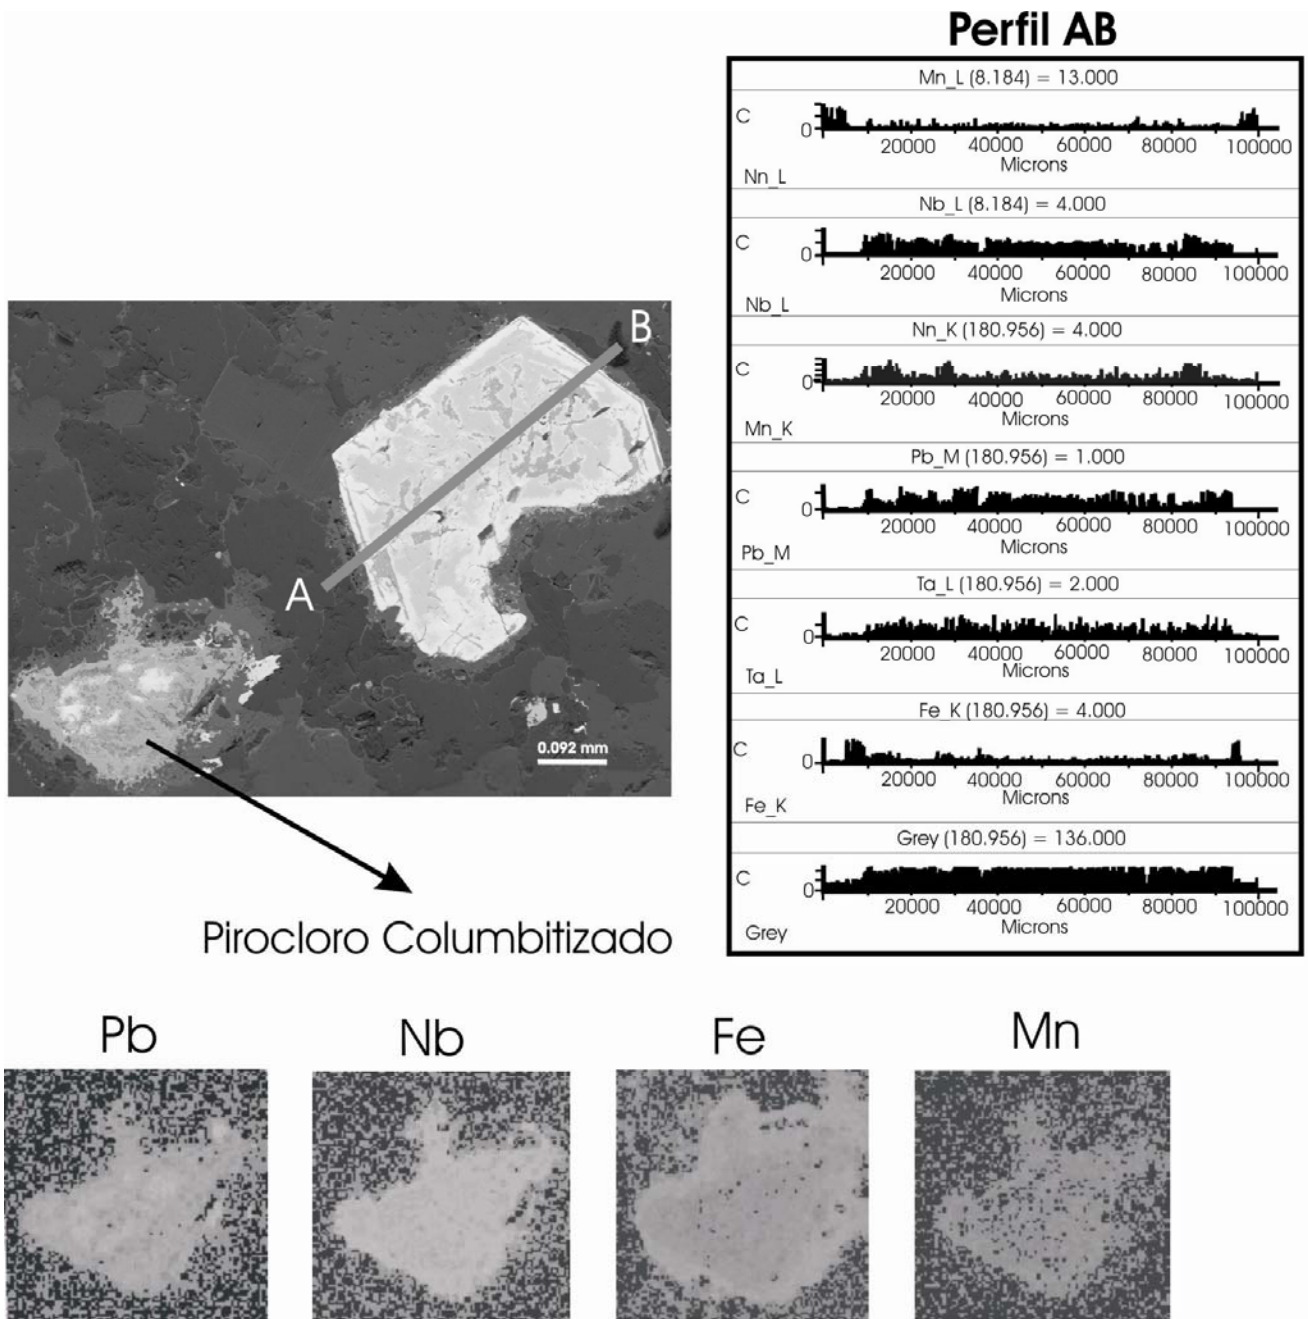 Perfil AB
Mn_L (8.184) = 13.000
C
0
20000 40000 60000 80000 100000
Microns
Nn_L
Nb_L (8.184) = 4.000
C
0
20000 40000 60000 80000 100000
Microns
Nb_L
Nn_K (180.956) = 4.000
C
0
20000 40000 60000 80000 100000
Microns
Mn_K
Pb_M (180.956) = 1.000
C
0
20000 40000 60000 80000 100000
Microns
Pb_M
Ta_L (180.956) = 2.000
C
0
20000 40000 60000 80000 100000
Microns
Ta_L
Fe_K (180.956) = 4.000
C
0
20000 40000 60000 80000 100000
Microns
Fe_K
Grey (180.956) = 136.000
C
0
20000 40000 60000 80000 100000
Microns
Grey
B
A
0.092 mm
Pirocloro Columbitizado
Pb Nb Fe Mn